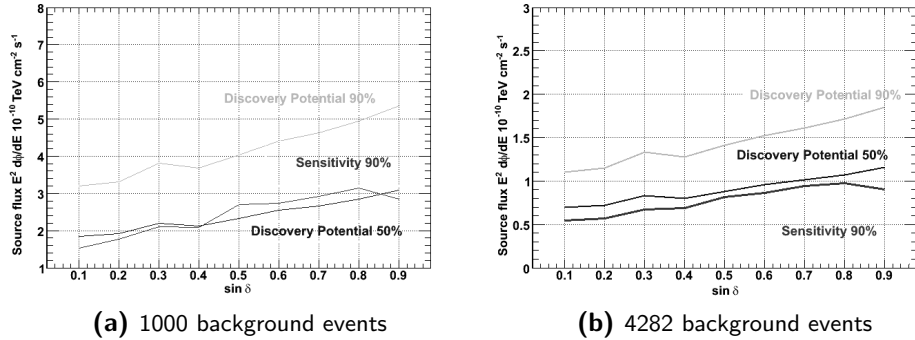 Source flux E² dϕ/dE 10⁻¹⁰ TeV cm⁻² s⁻¹
8
7
6
5
4
3
2
1
Discovery Potential 90%
Sensitivity 90%
Discovery Potential 50%
0.1 0.2 0.3 0.4 0.5 0.6 0.7 0.8 0.9
sin δ
(a) 1000 background events
Source flux E² dϕ/dE 10⁻¹⁰ TeV cm⁻² s⁻¹
3
2.5
2
1.5
1
0.5
0
Discovery Potential 90%
Discovery Potential 50%
Sensitivity 90%
0.1 0.2 0.3 0.4 0.5 0.6 0.7 0.8 0.9
sin δ
(b) 4282 background events